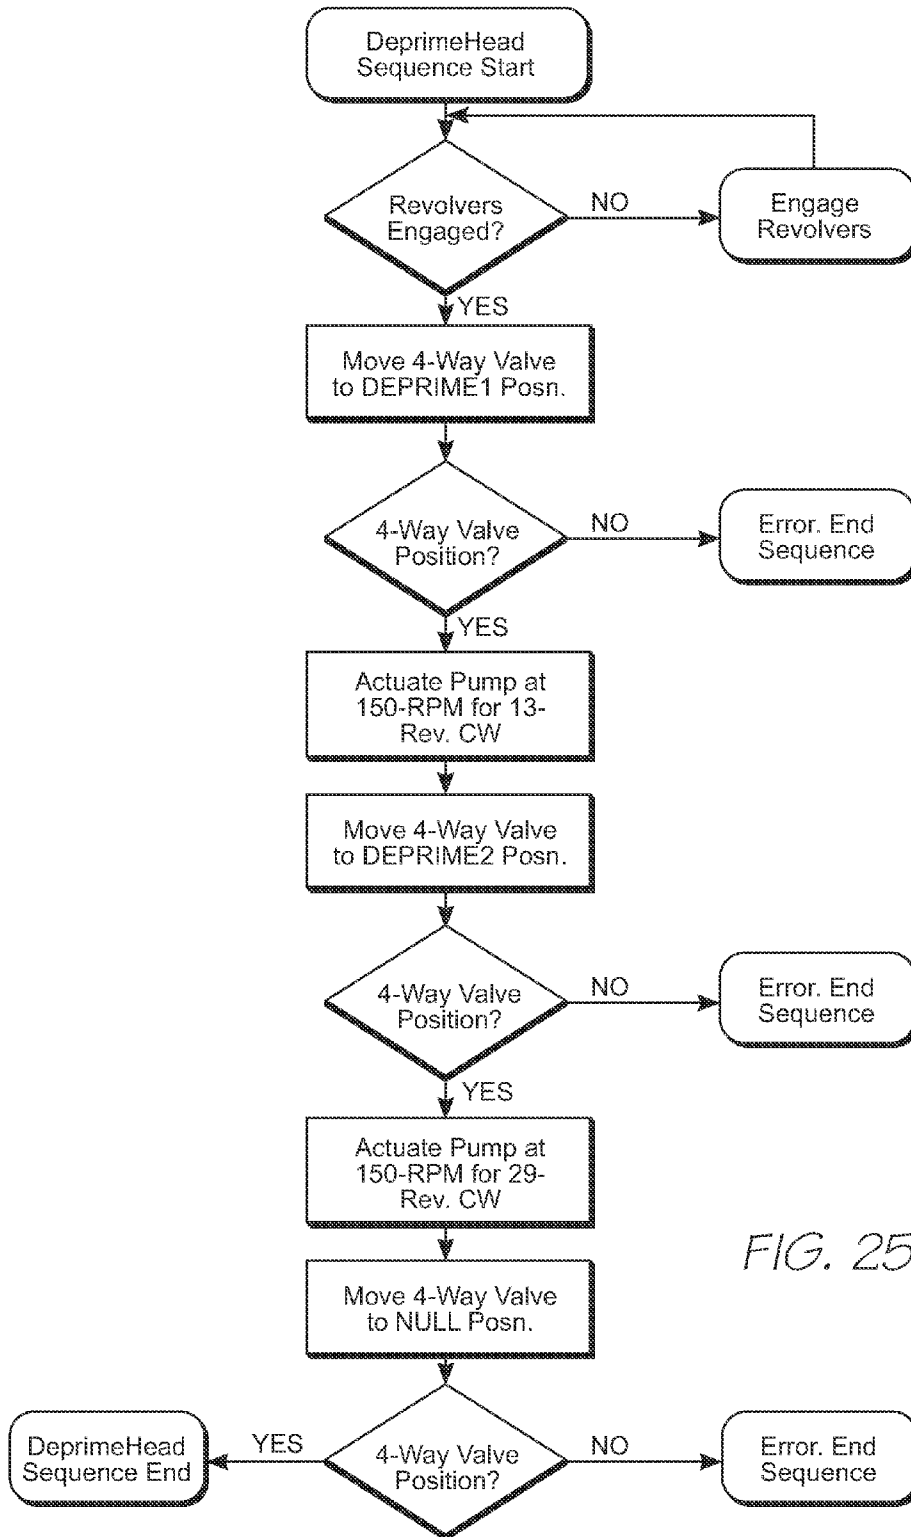 DeprimeHead
Sequence Start
Revolvers
Engaged?
NO
Engage
Revolvers
YES
Move 4-Way Valve
to DEPRIME1 Posn.
4-Way Valve
Position?
NO
Error. End
Sequence
YES
Actuate Pump at
150-RPM for 13-
Rev. CW
Move 4-Way Valve
to DEPRIME2 Posn.
4-Way Valve
Position?
NO
Error. End
Sequence
YES
Actuate Pump at
150-RPM for 29-
Rev. CW
FIG. 25
Move 4-Way Valve
to NULL Posn.
DeprimeHead
Sequence End
YES
4-Way Valve
Position?
NO
Error. End
Sequence